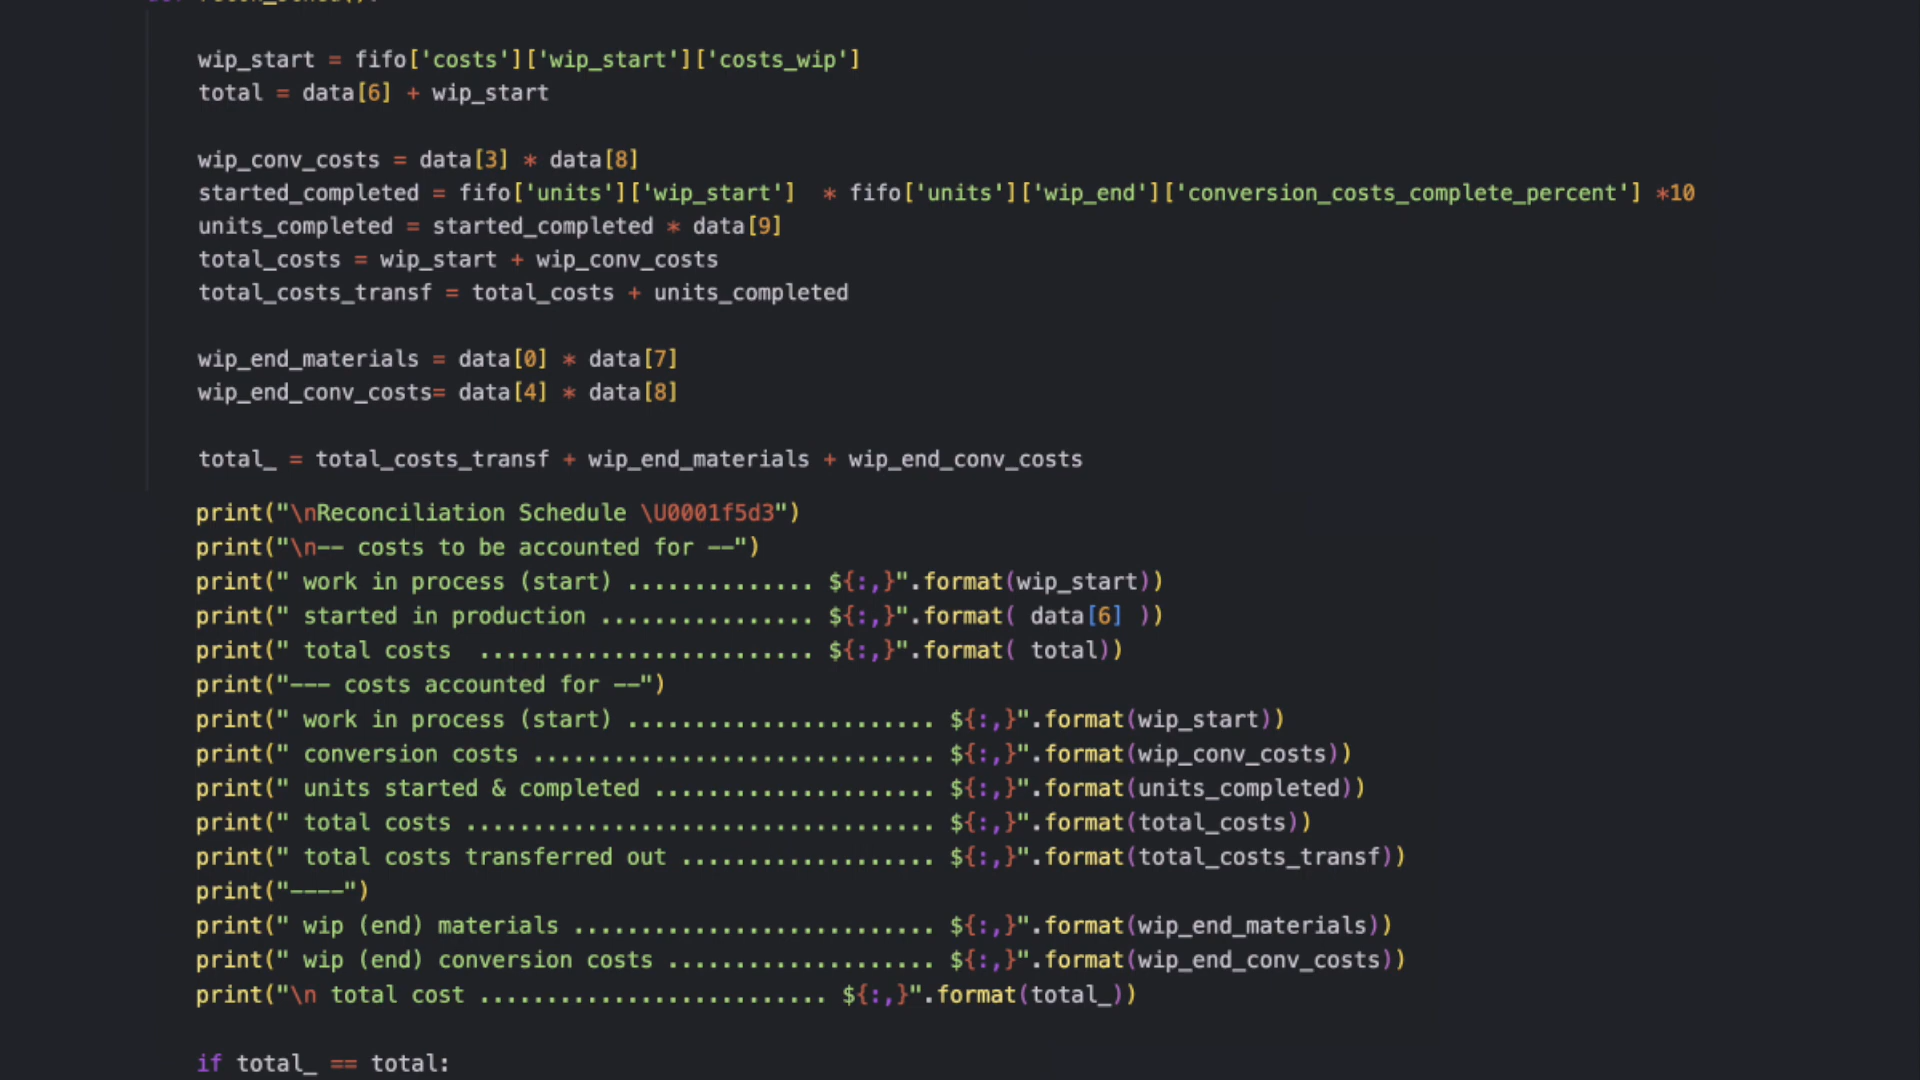 wip_start = fifo['costs']['wip_start']['costs_wip']
total = data[6] + wip_start
wip_conv_costs = data[3] * data[8]
started_completed = fifo['units']['wip_start']  * fifo['units']['wip_end']['conversion_costs_complete_percent'] *10
units_completed = started_completed * data[9]
total_costs = wip_start + wip_conv_costs
total_costs_transf = total_costs + units_completed
wip_end_materials = data[0] * data[7]
wip_end_conv_costs= data[4] * data[8]
total_ = total_costs_transf + wip_end_materials + wip_end_conv_costs
print("\nReconciliation Schedule \U0001f5d3")
print("\n-- costs to be accounted for --")
print(" work in process (start) .............. ${:,}".format(wip_start))
print(" started in production ................ ${:,}".format( data[6] ))
print(" total costs  ......................... ${:,}".format( total))
print("--- costs accounted for --")
print(" work in process (start) ....................... ${:,}".format(wip_start))
print(" conversion costs .............................. ${:,}".format(wip_conv_costs))
print(" units started & completed ..................... ${:,}".format(units_completed))
print(" total costs ................................... ${:,}".format(total_costs))
print(" total costs transferred out ................... ${:,}".format(total_costs_transf))
print("----")
print(" wip (end) materials ........................... ${:,}".format(wip_end_materials))
print(" wip (end) conversion costs .................... ${:,}".format(wip_end_conv_costs))
print("\n total cost .......................... ${:,}".format(total_))
if total_ == total: